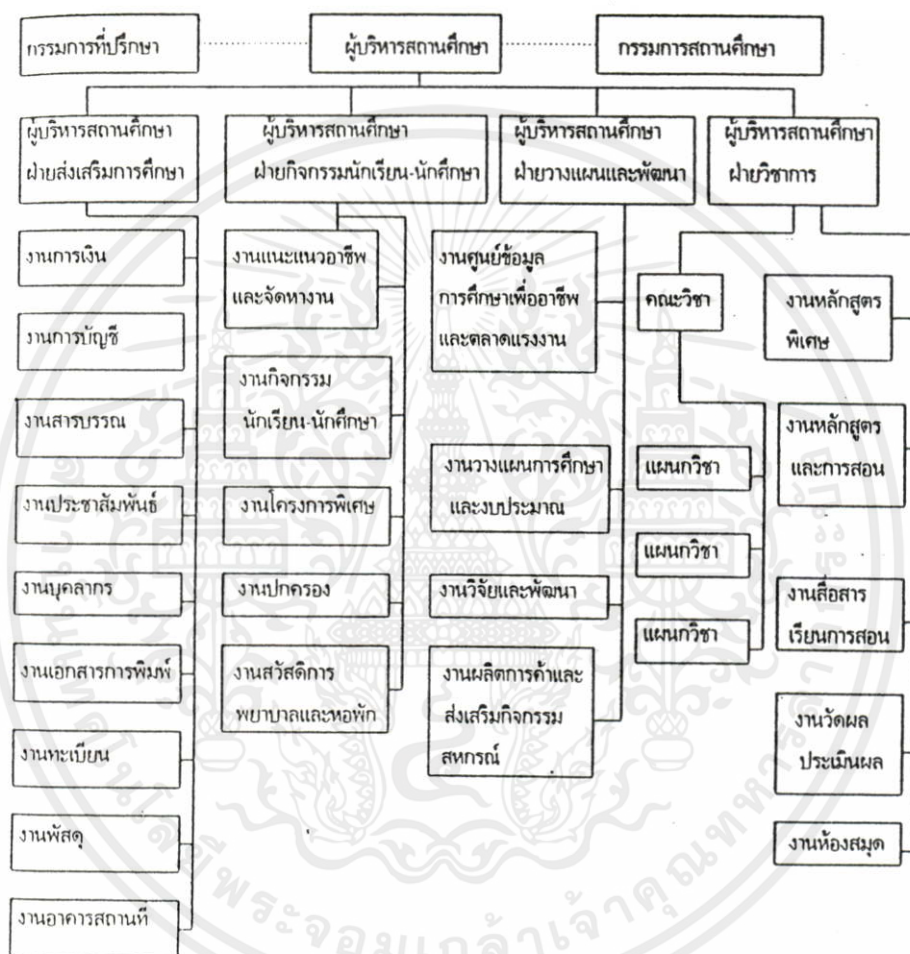 กรรมการที่ปรึกษา
ผู้บริหารสถานศึกษา
กรรมการสถานศึกษา
ผู้บริหารสถานศึกษา
ฝ่ายส่งเสริมการศึกษา
ผู้บริหารสถานศึกษา
ฝ่ายกิจกรรมนักเรียน-นักศึกษา
ผู้บริหารสถานศึกษา
ฝ่ายวางแผนและพัฒนา
ผู้บริหารสถานศึกษา
ฝ่ายวิชาการ
งานการเงิน
งานการบัญชี
งานสารบรรณ
งานประชาสัมพันธ์
งานบุคลากร
งานเอกสารการพิมพ์
งานทะเบียน
งานพัสดุ
งานอาคารสถานที่
งานแนะแนวอาชีพ
และจัดหางาน
งานกิจกรรม
นักเรียน-นักศึกษา
งานโครงการพิเศษ
งานปกครอง
งานสวัสดิการ
พยาบาลและหอพัก
งานศูนย์ข้อมูล
การศึกษาเพื่ออาชีพ
และตลาดแรงงาน
งานวางแผนการศึกษา
และงบประมาณ
งานวิจัยและพัฒนา
งานผลิตการค้าและ
ส่งเสริมกิจกรรม
สหกรณ์
คณะวิชา
แผนกวิชา
แผนกวิชา
แผนกวิชา
งานหลักสูตร
พิเศษ
งานหลักสูตร
และการสอน
งานสื่อสาร
เรียนการสอน
งานวัดผล
ประเมินผล
งานห้องสมุด
พระจอมเกล้าเจ้าคุณทหาร